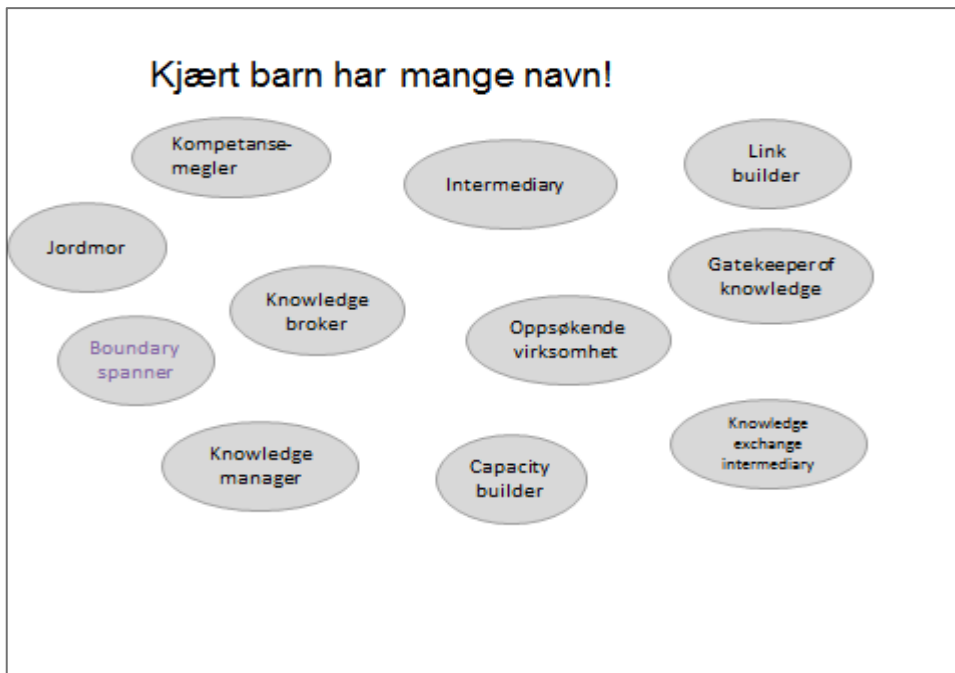 Kjært barn har mange navn!
Kompetanse-
megler
Intermediary
Link
builder
Jordmor
Gatekeeper of
knowledge
Knowledge
broker
Oppsøkende
virksomhet
Boundary
spanner
Knowledge
exchange
intermediary
Knowledge
manager
Capacity
builder